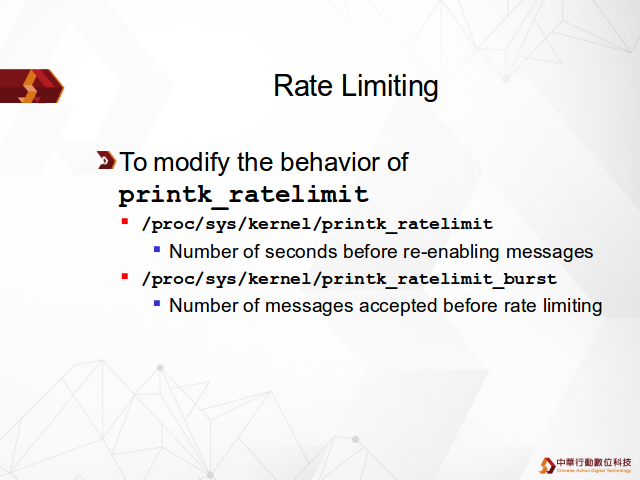 Rate Limiting
To modify the behavior of
printk_ratelimit
/proc/sys/kernel/printk_ratelimit
Number of seconds before re-enabling messages
/proc/sys/kernel/printk_ratelimit_burst
Number of messages accepted before rate limiting
中華行動數位科技
Chinese Action Digital Technology